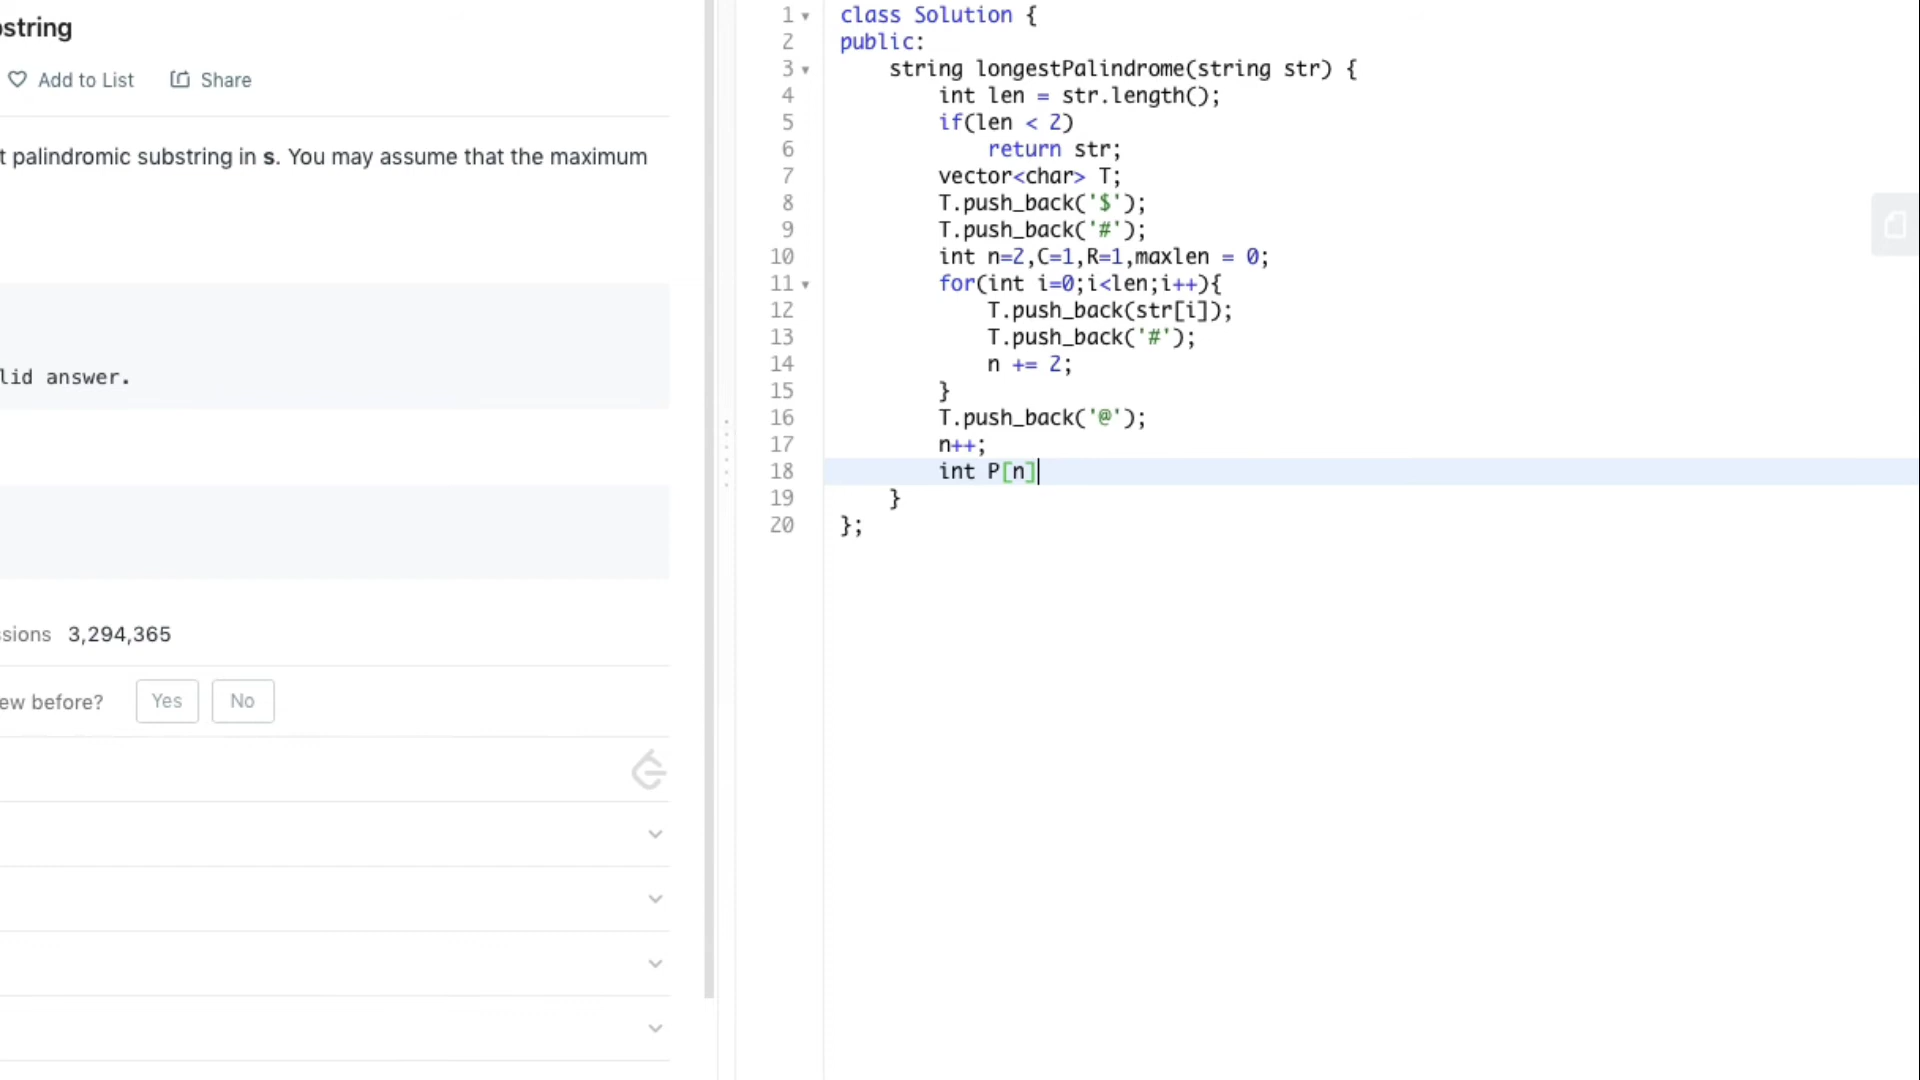 ostring
Add to List
Share
t palindromic substring in s. You may assume that the maximum
lid answer.
ssions 3,294,365
ew before? Yes No
1 class Solution {
2 public:
3 string longestPalindrome(string str) {
4 int len = str.length();
5 if(len < 2)
6 return str;
7 vector<char> T;
8 T.push_back('$');
9 T.push_back('#');
10 int n=2,C=1,R=1,maxlen = 0;
11 for(int i=0;i<len;i++){
12 T.push_back(str[i]);
13 T.push_back('#');
14 n += 2;
15 }
16 T.push_back('@');
17 n++;
18 int P[n]
19 }
20 };